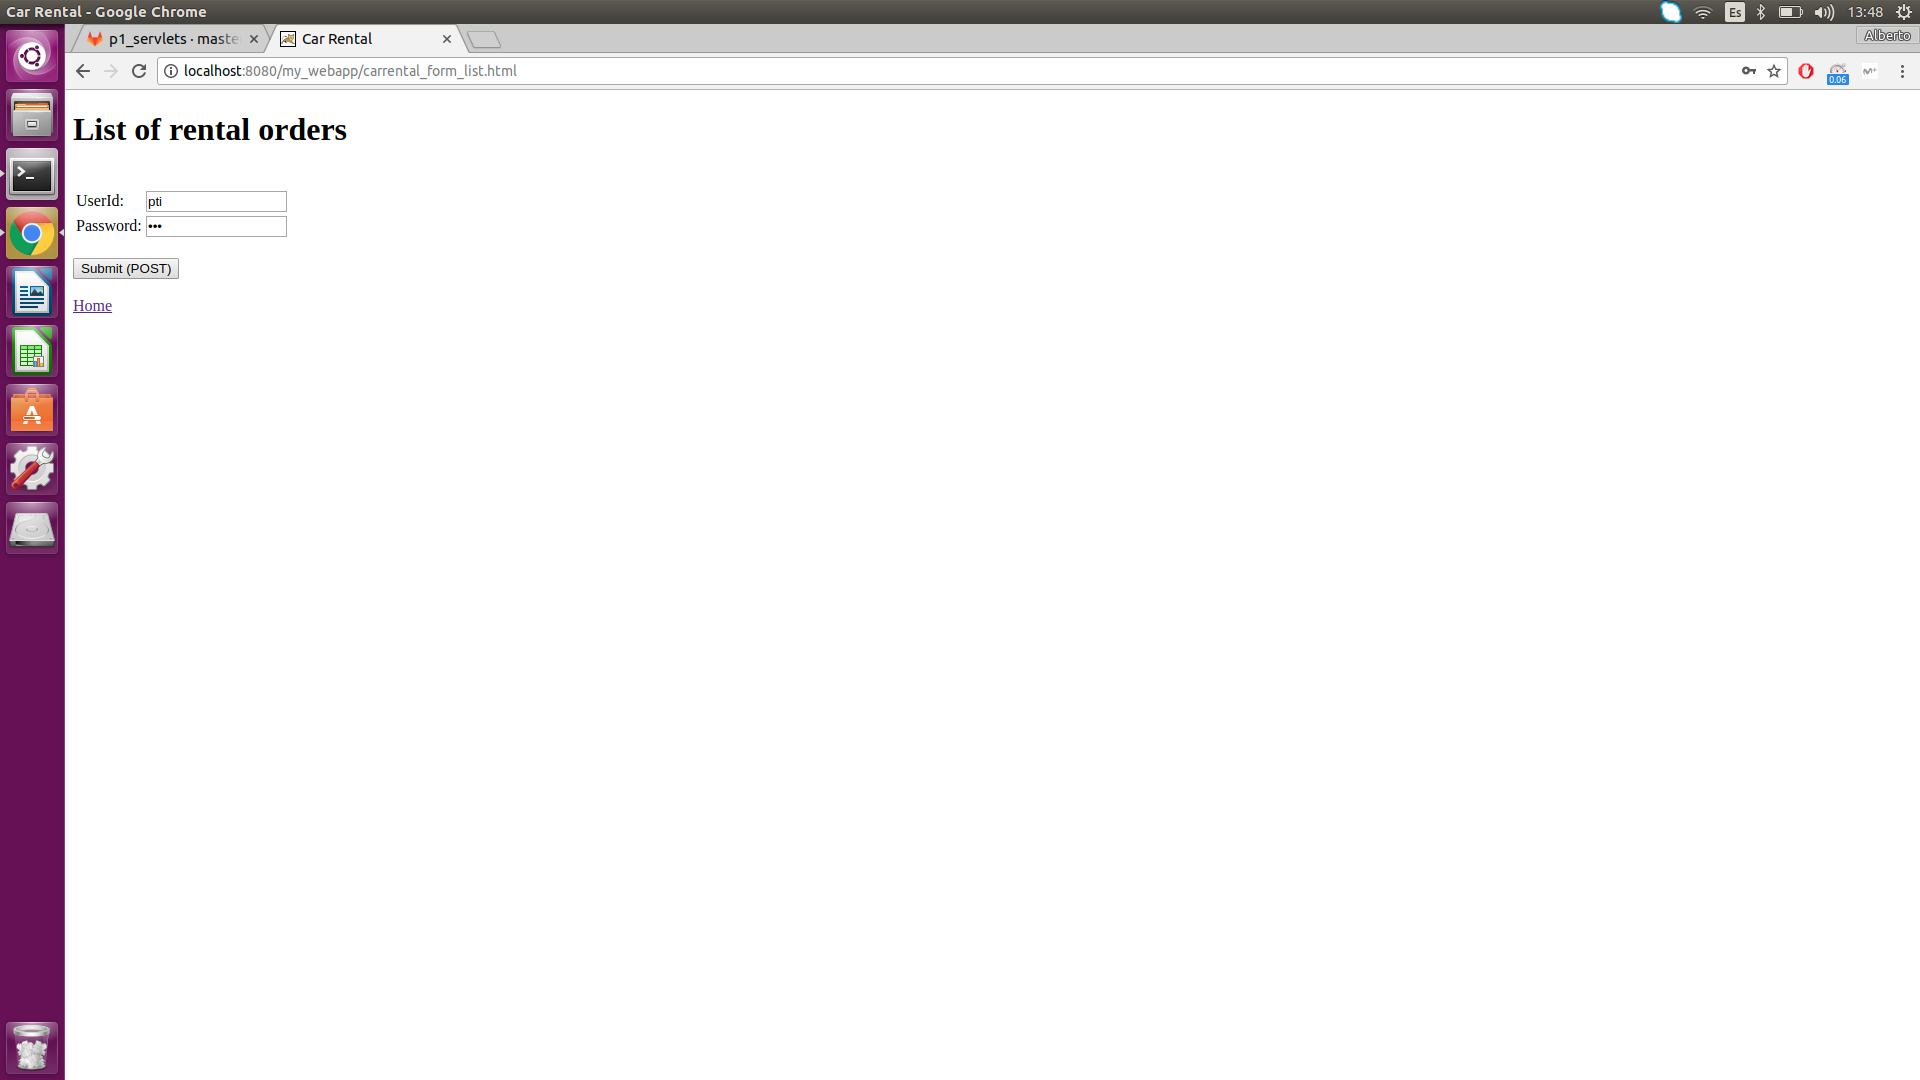 Car Rental - Google Chrome
Es
13:48
p1_servlets · maste
Car Rental
Alberto
localhost:8080/my_webapp/carrental_form_list.html
0.06
List of rental orders
UserId: pti
Password: •••
Submit (POST)
Home